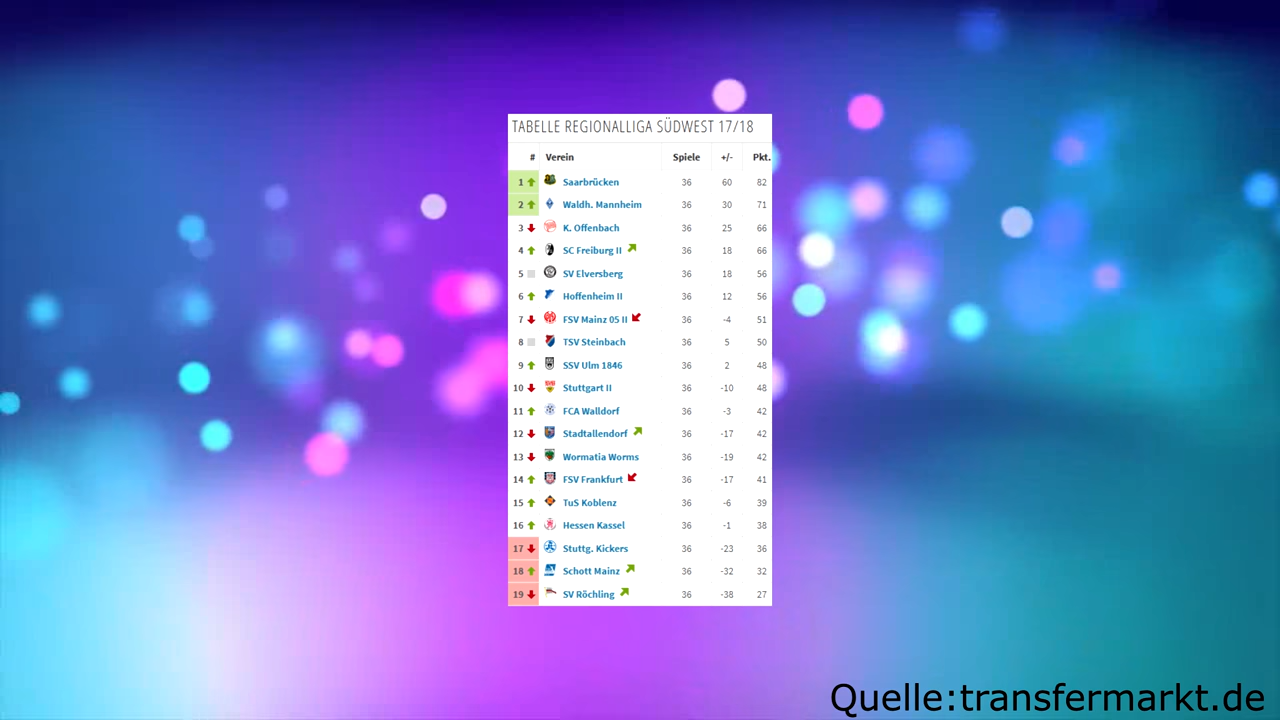 TABELLE REGIONALLIGA SÜDWEST 17/18
# Verein Spiele +/- Pkt.
1 Saarbrücken 36 60 82
2 Waldh. Mannheim 36 30 71
3 K. Offenbach 36 25 66
4 SC Freiburg II 36 18 66
5 SV Elversberg 36 18 56
6 Hoffenheim II 36 12 56
7 FSV Mainz 05 II 36 -4 51
8 TSV Steinbach 36 5 50
9 SSV Ulm 1846 36 2 48
10 Stuttgart II 36 -10 48
11 FCA Walldorf 36 -3 42
12 Stadtallendorf 36 -17 42
13 Wormatia Worms 36 -19 42
14 FSV Frankfurt 36 -17 41
15 TuS Koblenz 36 -6 39
16 Hessen Kassel 36 -1 38
17 Stuttg. Kickers 36 -23 36
18 Schott Mainz 36 -32 32
19 SV Röchling 36 -38 27
Quelle:transfermarkt.de